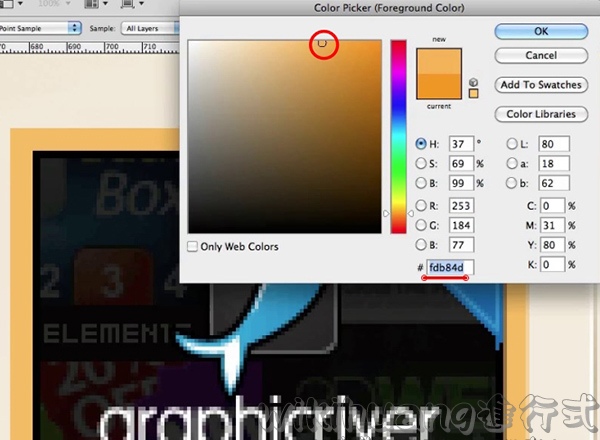 Color Picker (Foreground Color)
680 690 700 710
Point Sample
Sample: All Layers
new
current
OK
Cancel
Add To Swatches
Color Libraries
H: 37 °
S: 69 %
B: 99 %
R: 253
G: 184
B: 77
# fdb84d
L: 80
a: 18
b: 62
C: 0 %
M: 31 %
Y: 80 %
K: 0 %
Only Web Colors
Box
2 3 4
ELEMENTS
graphicriver
進行式